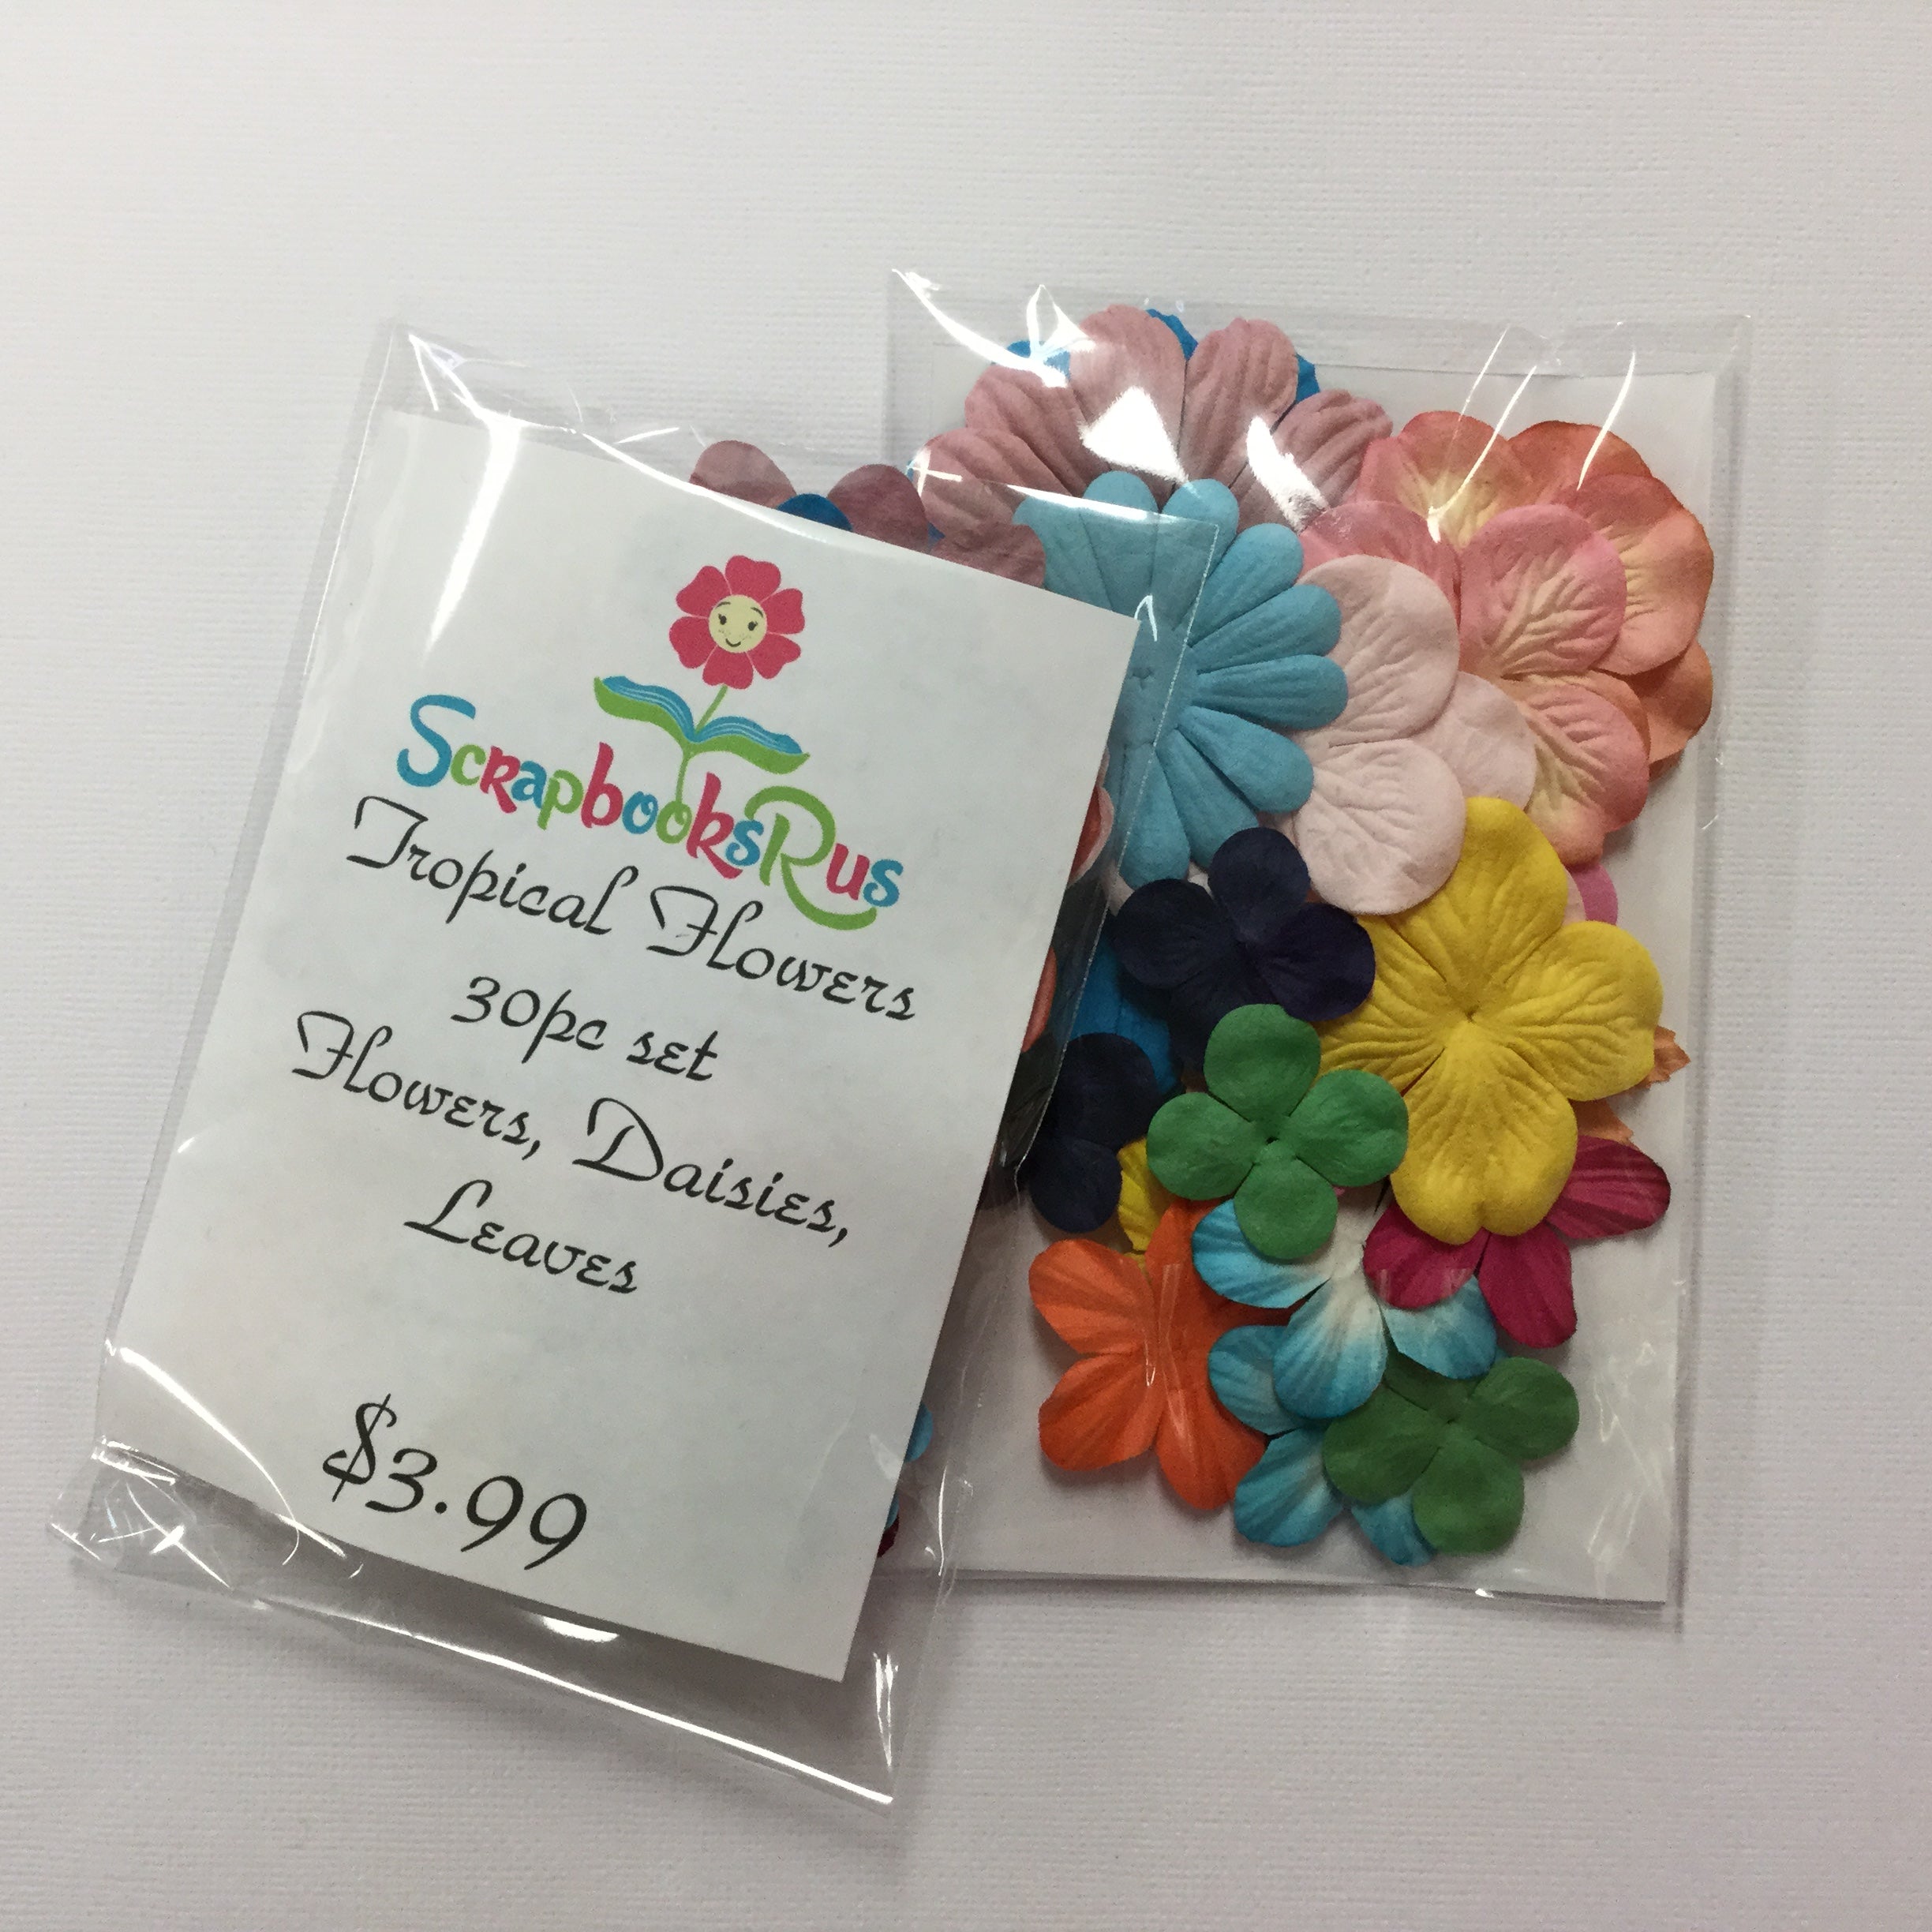 ScrapbooksRus
Tropical Flowers
30pc set
Flowers, Daisies,
Leaves
$3.99